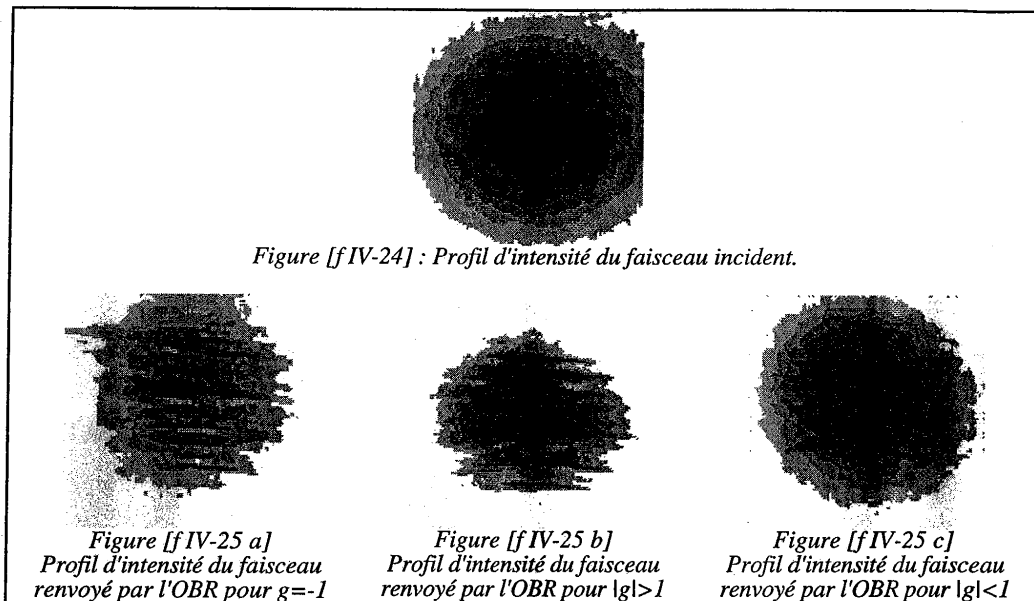 Figure [f IV-24] : Profil d'intensité du faisceau incident.
Figure [f IV-25 a]
Profil d'intensité du faisceau
renvoyé par l'OBR pour g=-1
Figure [f IV-25 b]
Profil d'intensité du faisceau
renvoyé par l'OBR pour |g|>1
Figure [f IV-25 c]
Profil d'intensité du faisceau
renvoyé par l'OBR pour |g|<1